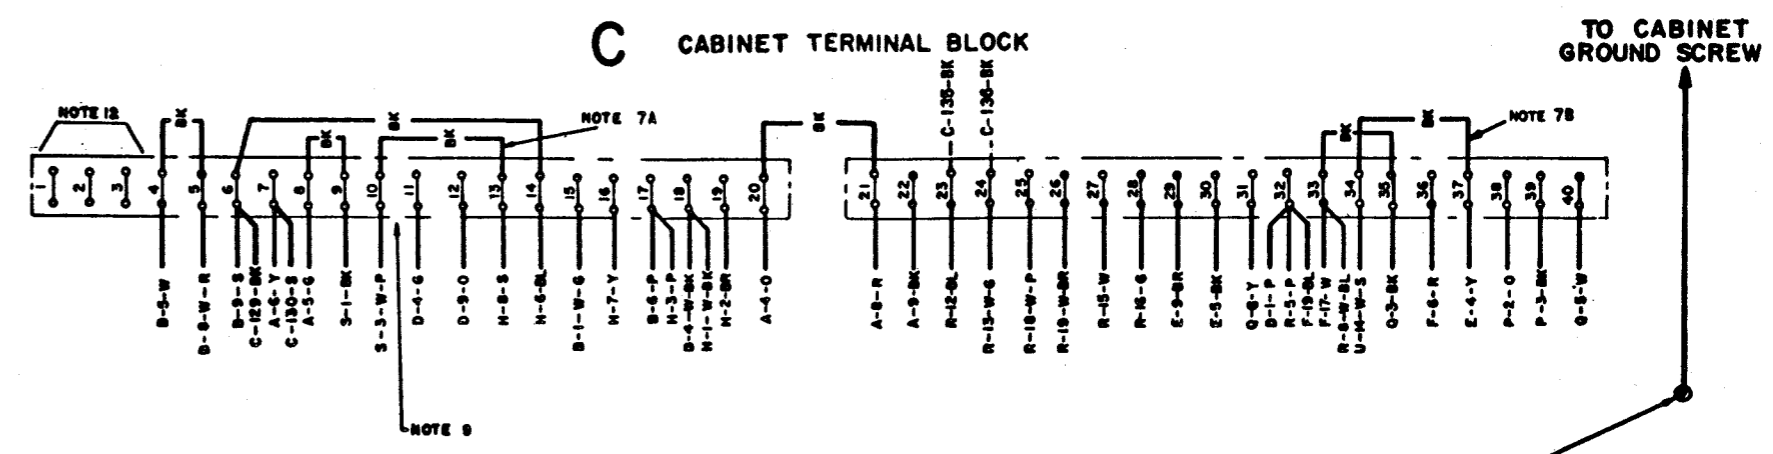 C CABINET TERMINAL BLOCK
TO CABINET
GROUND SCREW
C-135-BK
C-136-BK
NOTE 12
BK
BK
BK
BK
NOTE 7A
BK
BK
BK
NOTE 7B
1 2 3 4 5 6 7 8 9 10 11 12 13 14 15 16 17 18 19 20
21 22 23 24 25 26 27 28 29 30 31 32 33 34 35 36 37 38 39 40
B-5-W
B-9-S
C-129-BK
A-6-Y
C-130-S
A-5-G
S-1-BK
S-3-W-P
D-4-G
D-9-O
H-8-S
H-6-BL
B-1-W-G
H-7-Y
B-6-P
H-3-P
B-4-W-BK
H-1-W-BK
H-2-BR
A-4-O
A-8-R
A-9-BK
R-12-BL
R-13-W-G
R-18-W-P
R-19-W-BR
R-15-W
R-16-G
E-9-BR
E-5-BK
Q-6-Y
D-1-P
R-5-P
F-19-BL
F-17-W
R-8-W-BL
U-14-W-S
Q-3-BK
F-6-R
E-4-Y
P-2-O
P-3-BK
Q-5-W
NOTE 9